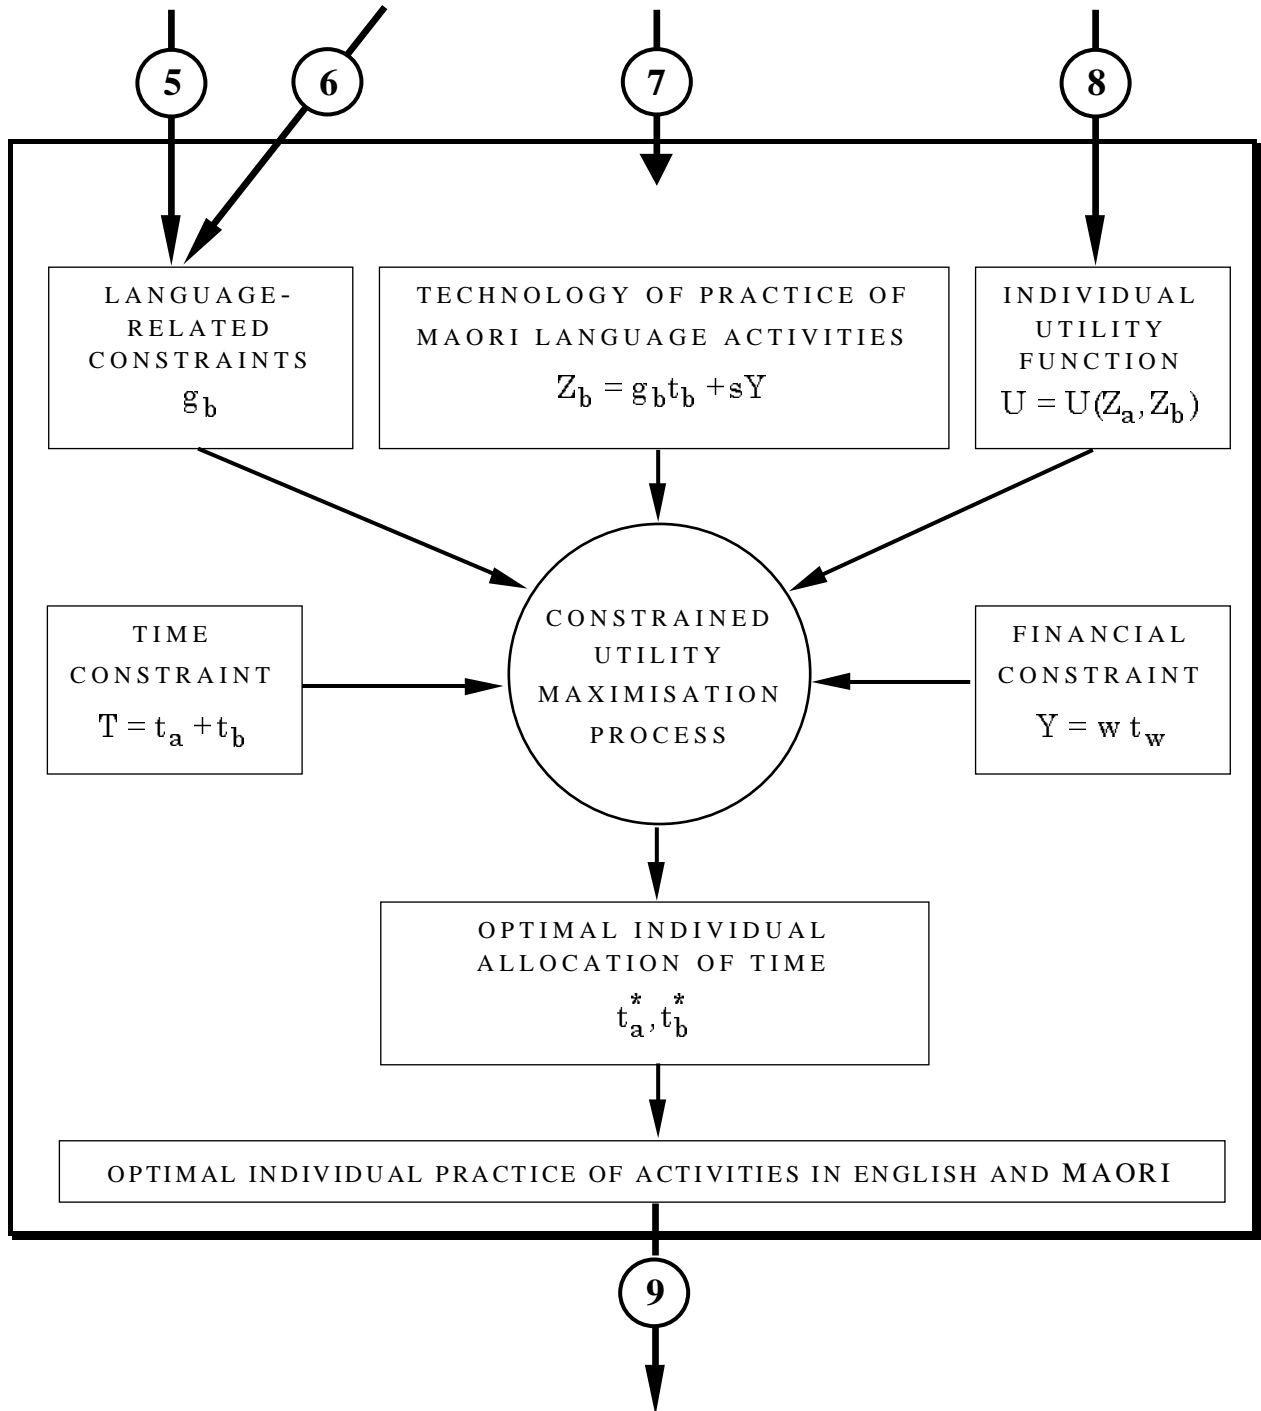 5
6
7
8
LANGUAGE-
RELATED
CONSTRAINTS
g_b
TECHNOLOGY OF PRACTICE OF
MAORI LANGUAGE ACTIVITIES
Z_b = g_b t_b + sY
INDIVIDUAL
UTILITY
FUNCTION
U = U(Z_a, Z_b)
TIME
CONSTRAINT
T = t_a + t_b
CONSTRAINED
UTILITY
MAXIMISATION
PROCESS
FINANCIAL
CONSTRAINT
Y = w t_w
OPTIMAL INDIVIDUAL
ALLOCATION OF TIME
t_a^*, t_b^*
OPTIMAL INDIVIDUAL PRACTICE OF ACTIVITIES IN ENGLISH AND MAORI
9